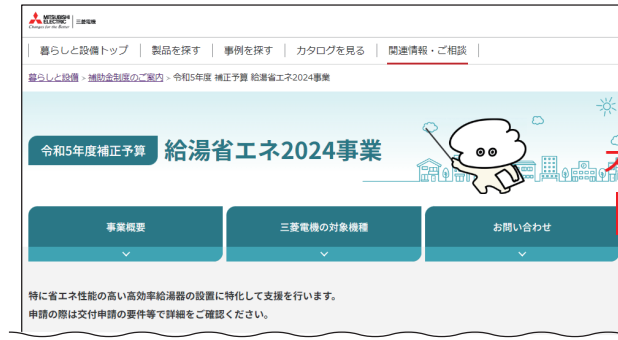 MITSUBISHI ELECTRIC
Changes for the Better
三菱電機
暮らしと設備トップ 製品を探す 事例を探す カタログを見る 関連情報・ご相談
暮らしと設備 > 補助金制度のご案内 > 令和5年度 補正予算 給湯省エネ2024事業
令和5年度補正予算 給湯省エネ2024事業
事業概要 三菱電機の対象機種 お問い合わせ
特に省エネ性能の高い高効率給湯器の設置に特化して支援を行います。
申請の際は交付申請の要件等で詳細をご確認ください。